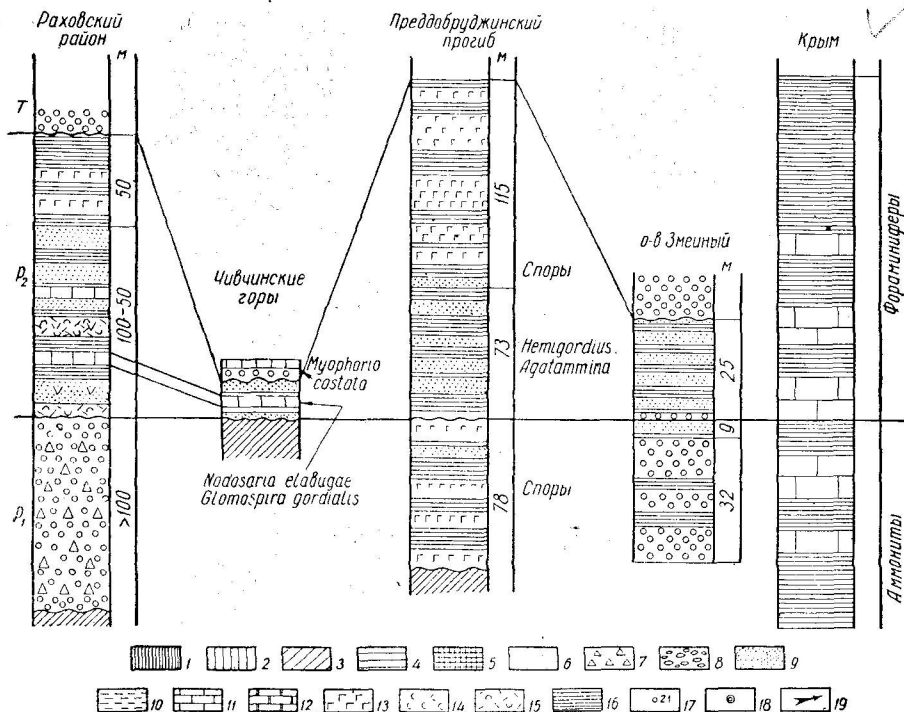 Раховский
район
м
Т
50
Р₂
100-50
Р₁
>100
Чивчинские
горы
Myophoria
costata
Nodosaria elabugae
Glomospira gordialis
Преддобруджинский
прогиб
м
115
Споры
73
Hemigordius.
Agatammina
78
Споры
о-в Змеиный
м
25
9
32
Крым
Фораминиферы
Аммониты
1 2 3 4 5 6 7 8 9
10 11 12 13 14 15 16 17 18 19